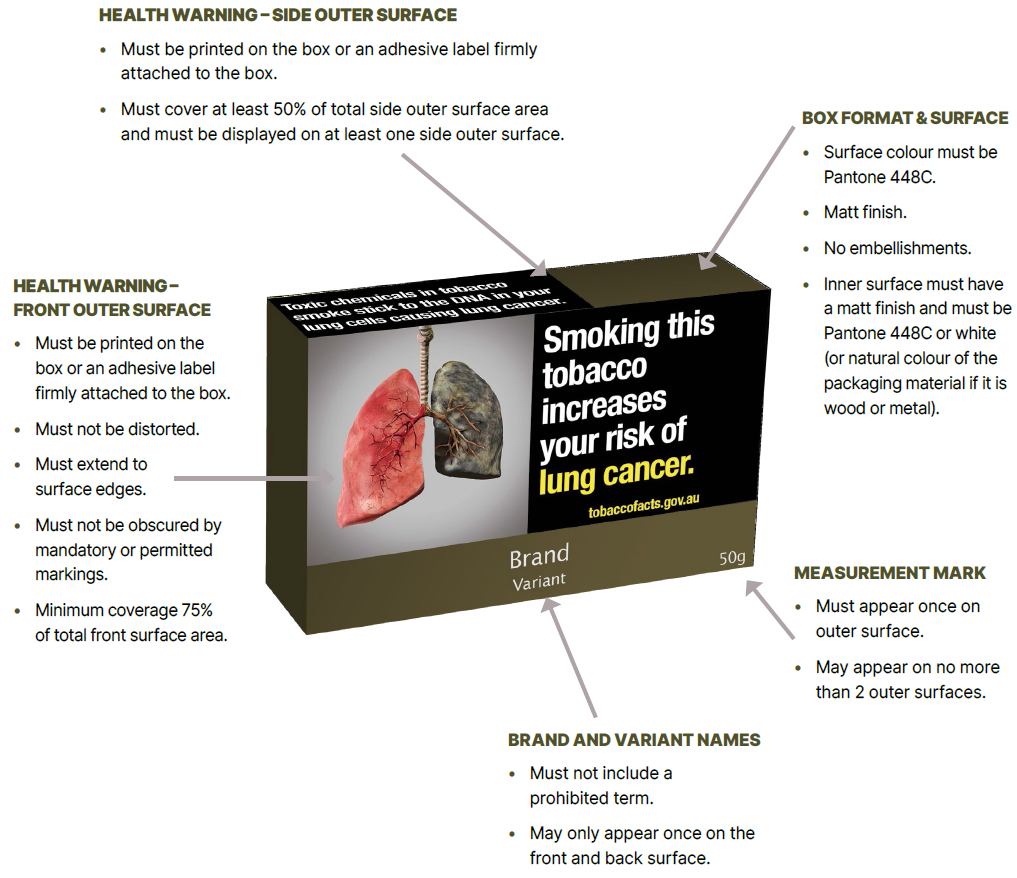 HEALTH WARNING – SIDE OUTER SURFACE
• Must be printed on the box or an adhesive label firmly
attached to the box.
• Must cover at least 50% of total side outer surface area
and must be displayed on at least one side outer surface.
BOX FORMAT & SURFACE
• Surface colour must be
Pantone 448C.
• Matt finish.
• No embellishments.
• Inner surface must have
a matt finish and must be
Pantone 448C or white
(or natural colour of the
packaging material if it is
wood or metal).
HEALTH WARNING –
FRONT OUTER SURFACE
• Must be printed on the
box or an adhesive label
firmly attached to the box.
• Must not be distorted.
• Must extend to
surface edges.
• Must not be obscured by
mandatory or permitted
markings.
• Minimum coverage 75%
of total front surface area.
Toxic chemicals in tobacco
smoke stick to the DNA in your
lung cells causing lung cancer.
Smoking this
tobacco
increases
your risk of
lung cancer.
tobaccofacts.gov.au
Brand
Variant
50g
MEASUREMENT MARK
• Must appear once on
outer surface.
• May appear on no more
than 2 outer surfaces.
BRAND AND VARIANT NAMES
• Must not include a
prohibited term.
• May only appear once on the
front and back surface.